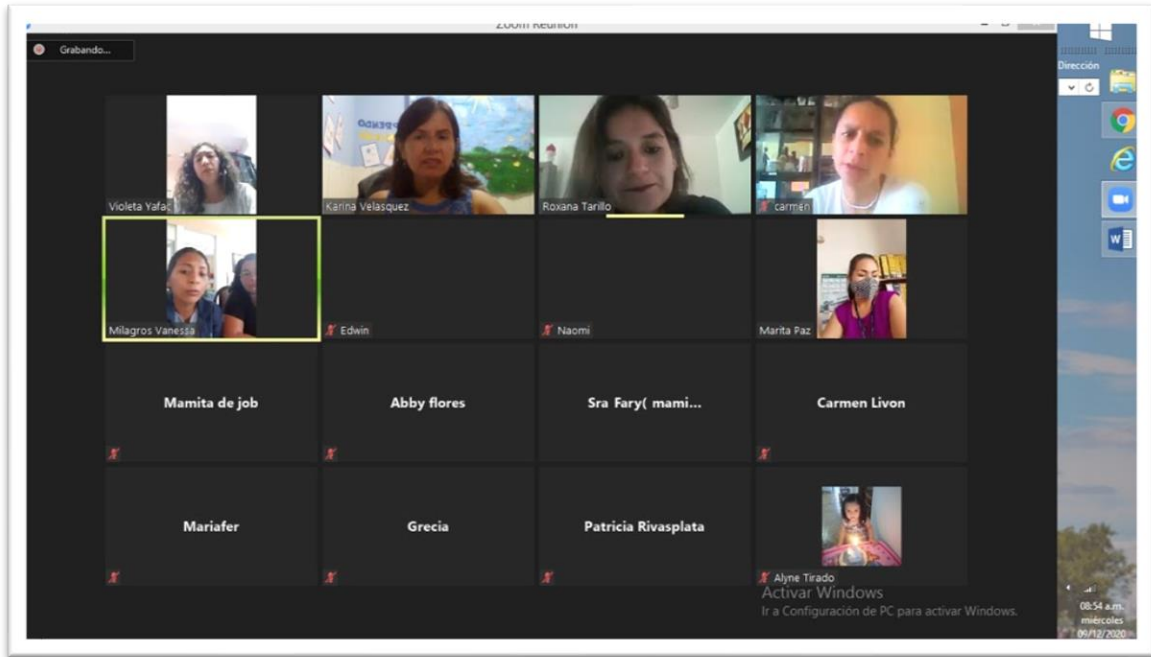 Zoom Reunión
Grabando...
Dirección
Violeta Yafac
Karina Velasquez
Roxana Tarillo
carmen
Milagros Vanessa
Edwin
Naomi
Marita Paz
Mamita de job
Abby flores
Sra Fary( mami...
Carmen Livon
Mariafer
Grecia
Patricia Rivasplata
Alyne Tirado
Activar Windows
Ir a Configuración de PC para activar Windows.
08:54 a.m.
miércoles
09/12/2020